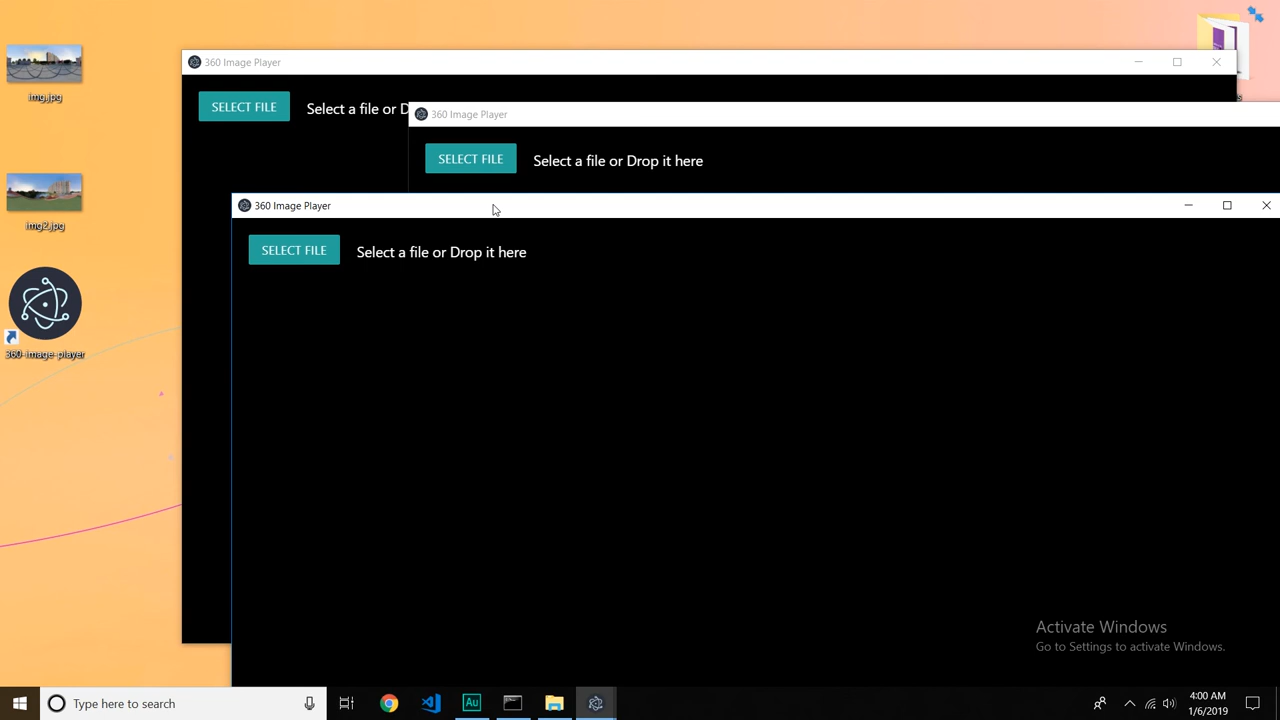 img.jpg
img2.jpg
360-image-player
360 Image Player
SELECT FILE
Select a file or D
360 Image Player
SELECT FILE
Select a file or Drop it here
360 Image Player
SELECT FILE
Select a file or Drop it here
Activate Windows
Go to Settings to activate Windows.
Type here to search
Au
4:00 AM
1/6/2019